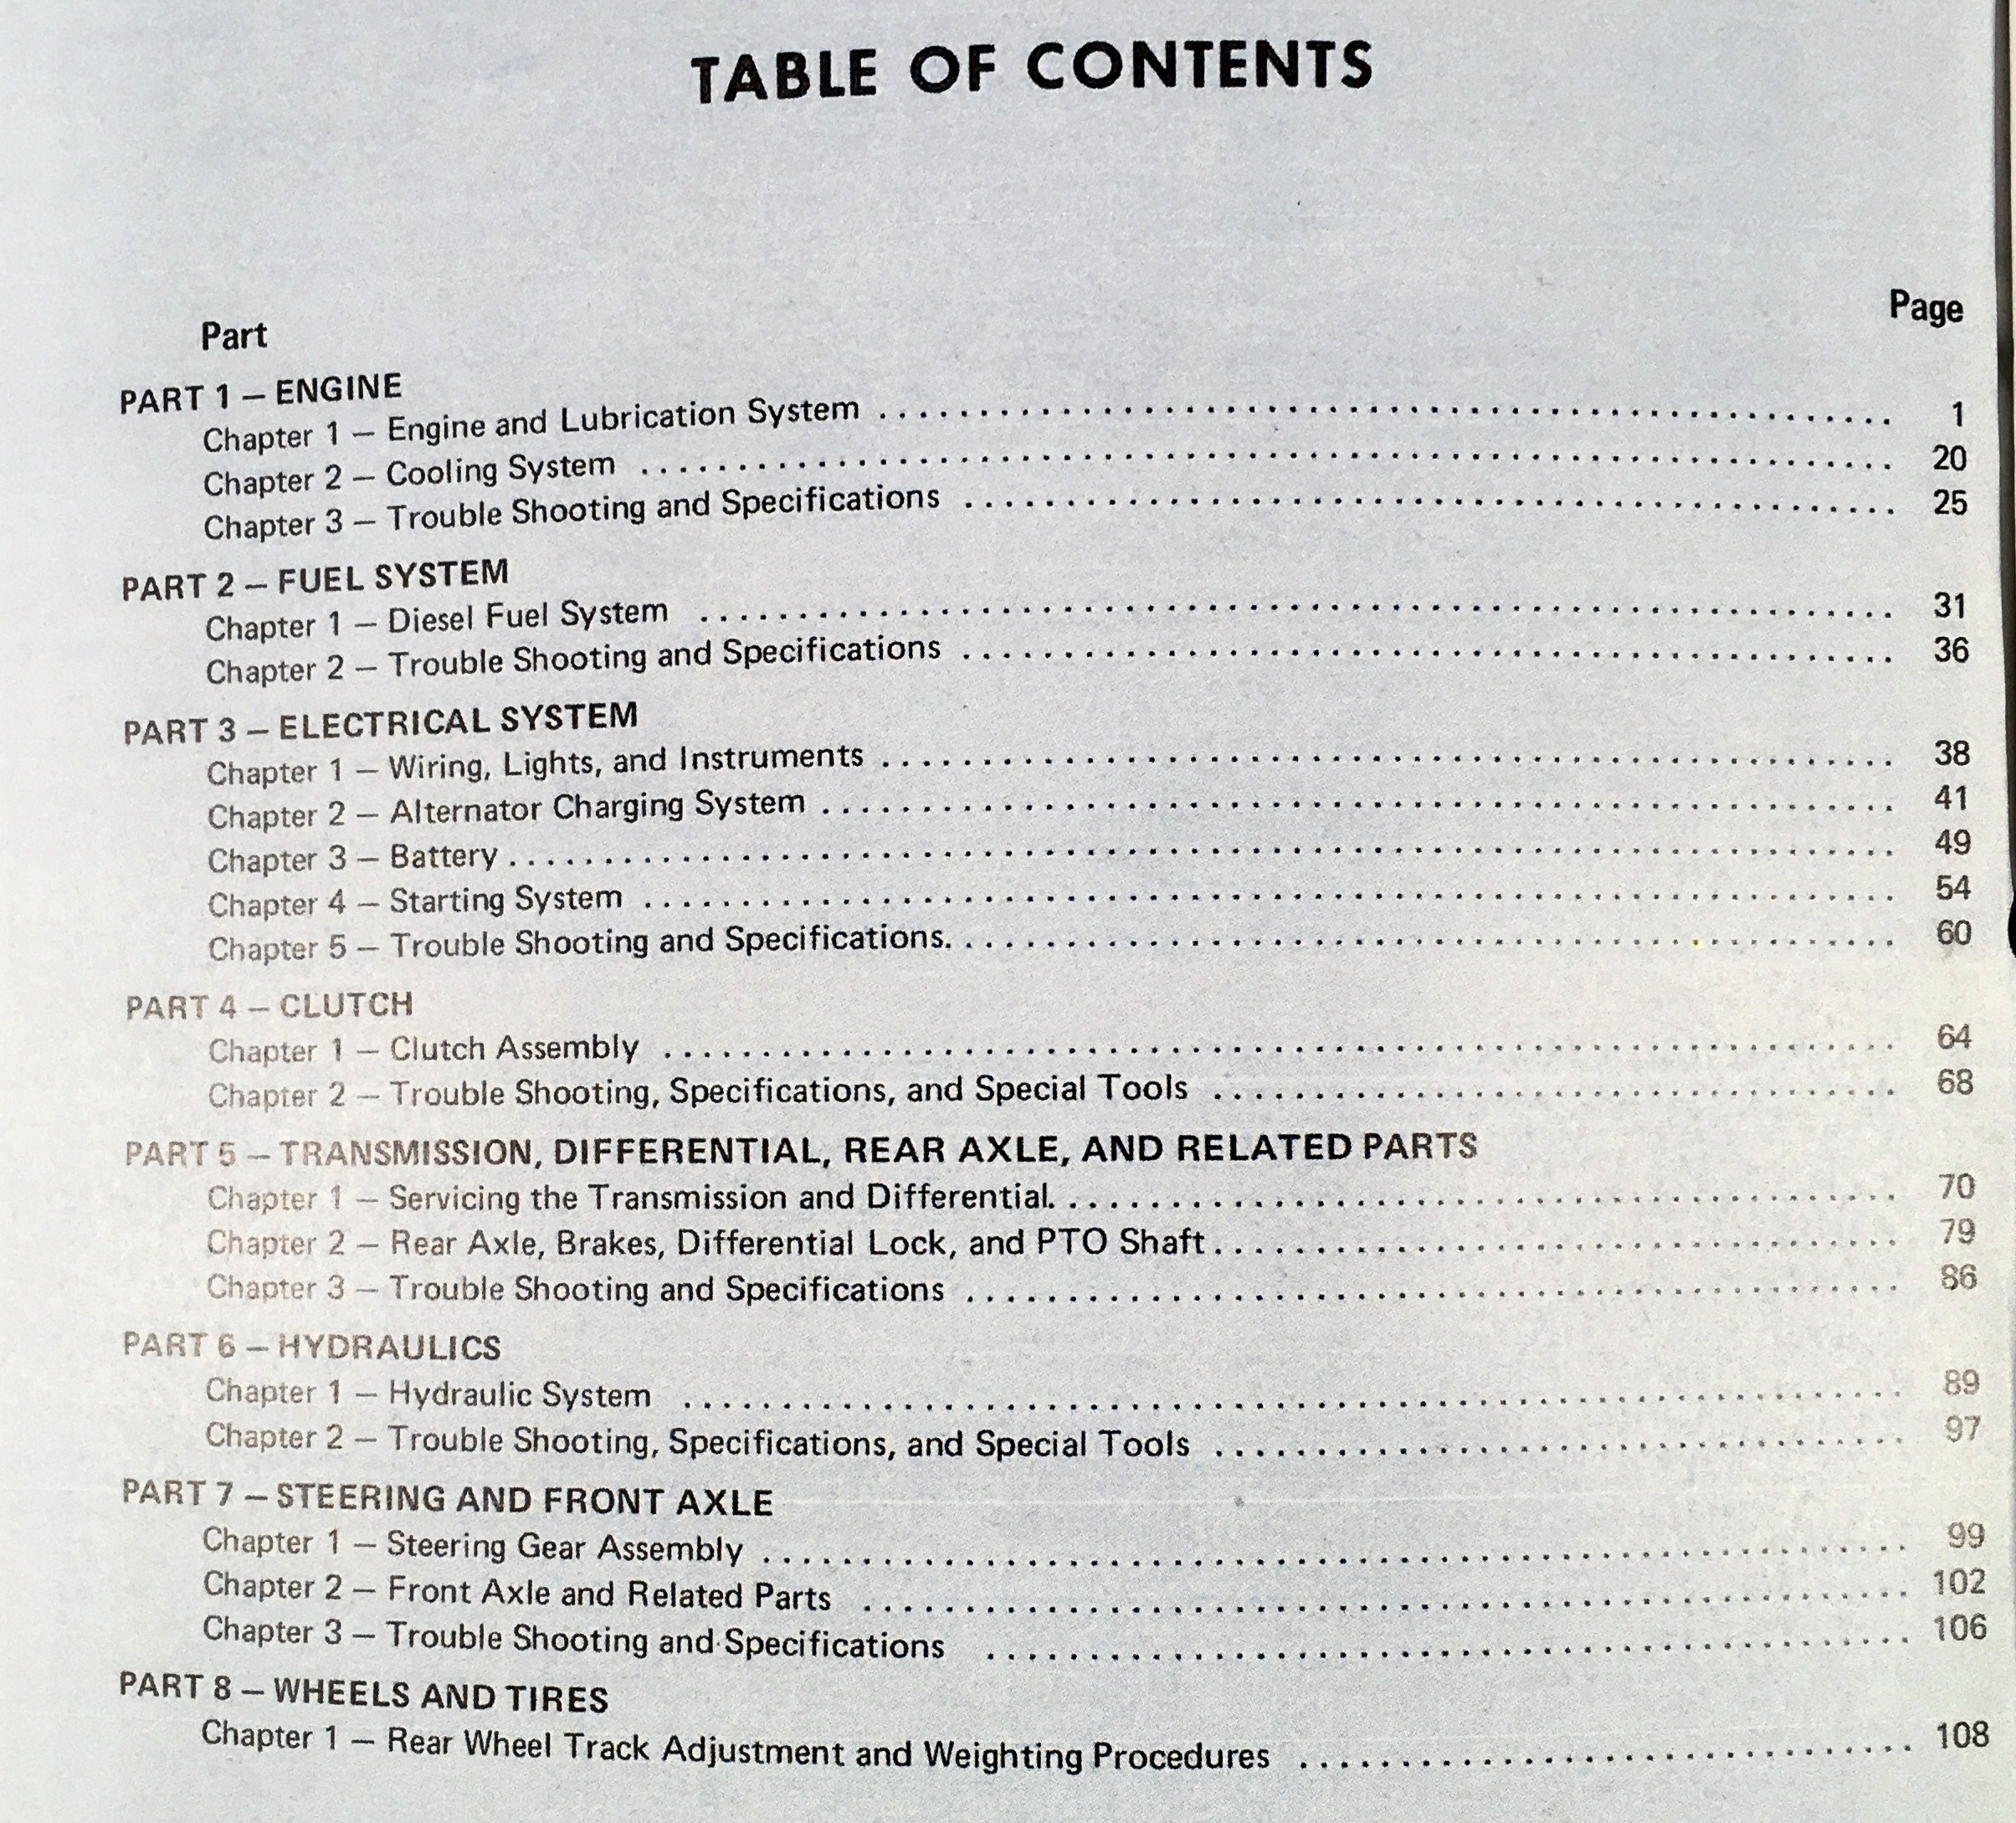 TABLE OF CONTENTS
Part Page
PART 1 – ENGINE
Chapter 1 – Engine and Lubrication System . . . . . . . . . . 1
Chapter 2 – Cooling System . . . . . . . . . . 20
Chapter 3 – Trouble Shooting and Specifications . . . . . . . . . . 25
PART 2 – FUEL SYSTEM
Chapter 1 – Diesel Fuel System . . . . . . . . . . 31
Chapter 2 – Trouble Shooting and Specifications . . . . . . . . . . 36
PART 3 – ELECTRICAL SYSTEM
Chapter 1 – Wiring, Lights, and Instruments . . . . . . . . . . 38
Chapter 2 – Alternator Charging System . . . . . . . . . . 41
Chapter 3 – Battery . . . . . . . . . . 49
Chapter 4 – Starting System . . . . . . . . . . 54
Chapter 5 – Trouble Shooting and Specifications. . . . . . . . . . 60
PART 4 – CLUTCH
Chapter 1 – Clutch Assembly . . . . . . . . . . 64
Chapter 2 – Trouble Shooting, Specifications, and Special Tools . . . . . . . . . . 68
PART 5 – TRANSMISSION, DIFFERENTIAL, REAR AXLE, AND RELATED PARTS
Chapter 1 – Servicing the Transmission and Differential. . . . . . . . . . 70
Chapter 2 – Rear Axle, Brakes, Differential Lock, and PTO Shaft . . . . . . . . . . 79
Chapter 3 – Trouble Shooting and Specifications . . . . . . . . . . 86
PART 6 – HYDRAULICS
Chapter 1 – Hydraulic System . . . . . . . . . . 89
Chapter 2 – Trouble Shooting, Specifications, and Special Tools . . . . . . . . . . 97
PART 7 – STEERING AND FRONT AXLE
Chapter 1 – Steering Gear Assembly . . . . . . . . . . 99
Chapter 2 – Front Axle and Related Parts . . . . . . . . . . 102
Chapter 3 – Trouble Shooting and Specifications . . . . . . . . . . 106
PART 8 – WHEELS AND TIRES
Chapter 1 – Rear Wheel Track Adjustment and Weighting Procedures . . . . . . . . . . 108